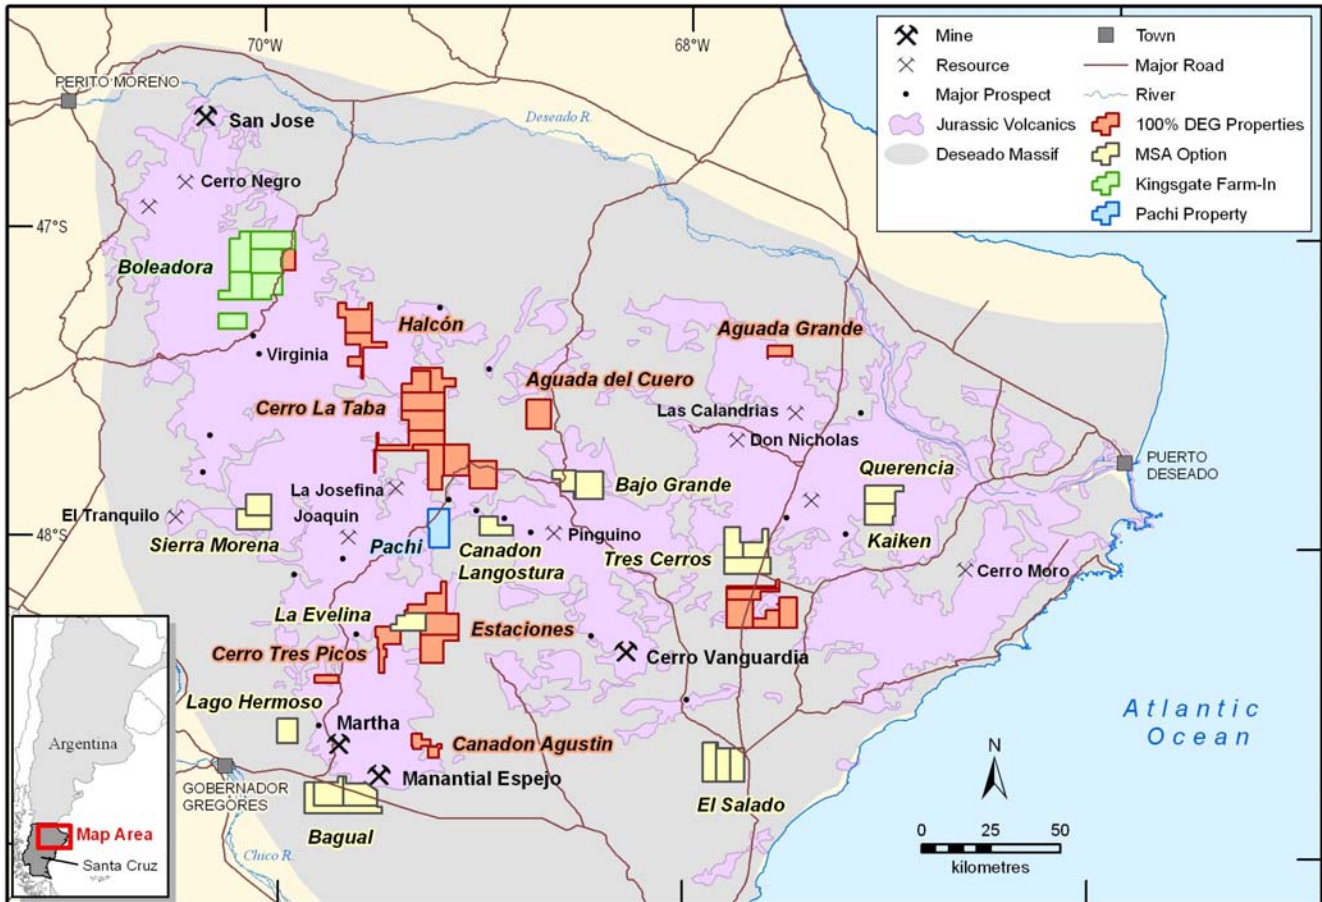 70°W
68°W
Mine
Town
Resource
Major Road
Major Prospect
River
Jurassic Volcanics
100% DEG Properties
Deseado Massif
MSA Option
Kingsgate Farm-In
Pachi Property
PERITO MORENO
San Jose
Deseado R.
Cerro Negro
47°S
Boleadora
Halcón
Virginia
Aguada Grande
Aguada del Cuero
Cerro La Taba
Las Calandrias
Don Nicholas
PUERTO
DESEADO
Querencia
Bajo Grande
La Josefina
El Tranquilo
Joaquin
Sierra Morena
48°S
Pachi
Canadon
Langostura
Pinguino
Tres Cerros
Kaiken
Cerro Moro
La Evelina
Estaciones
Cerro Tres Picos
Cerro Vanguardia
Lago Hermoso
Martha
Canadon Agustin
Manantial Espejo
GOBERNADOR
GREGORES
Bagual
El Salado
Chico R.
Atlantic
Ocean
N
0 25 50
kilometres
Argentina
Map Area
Santa Cruz